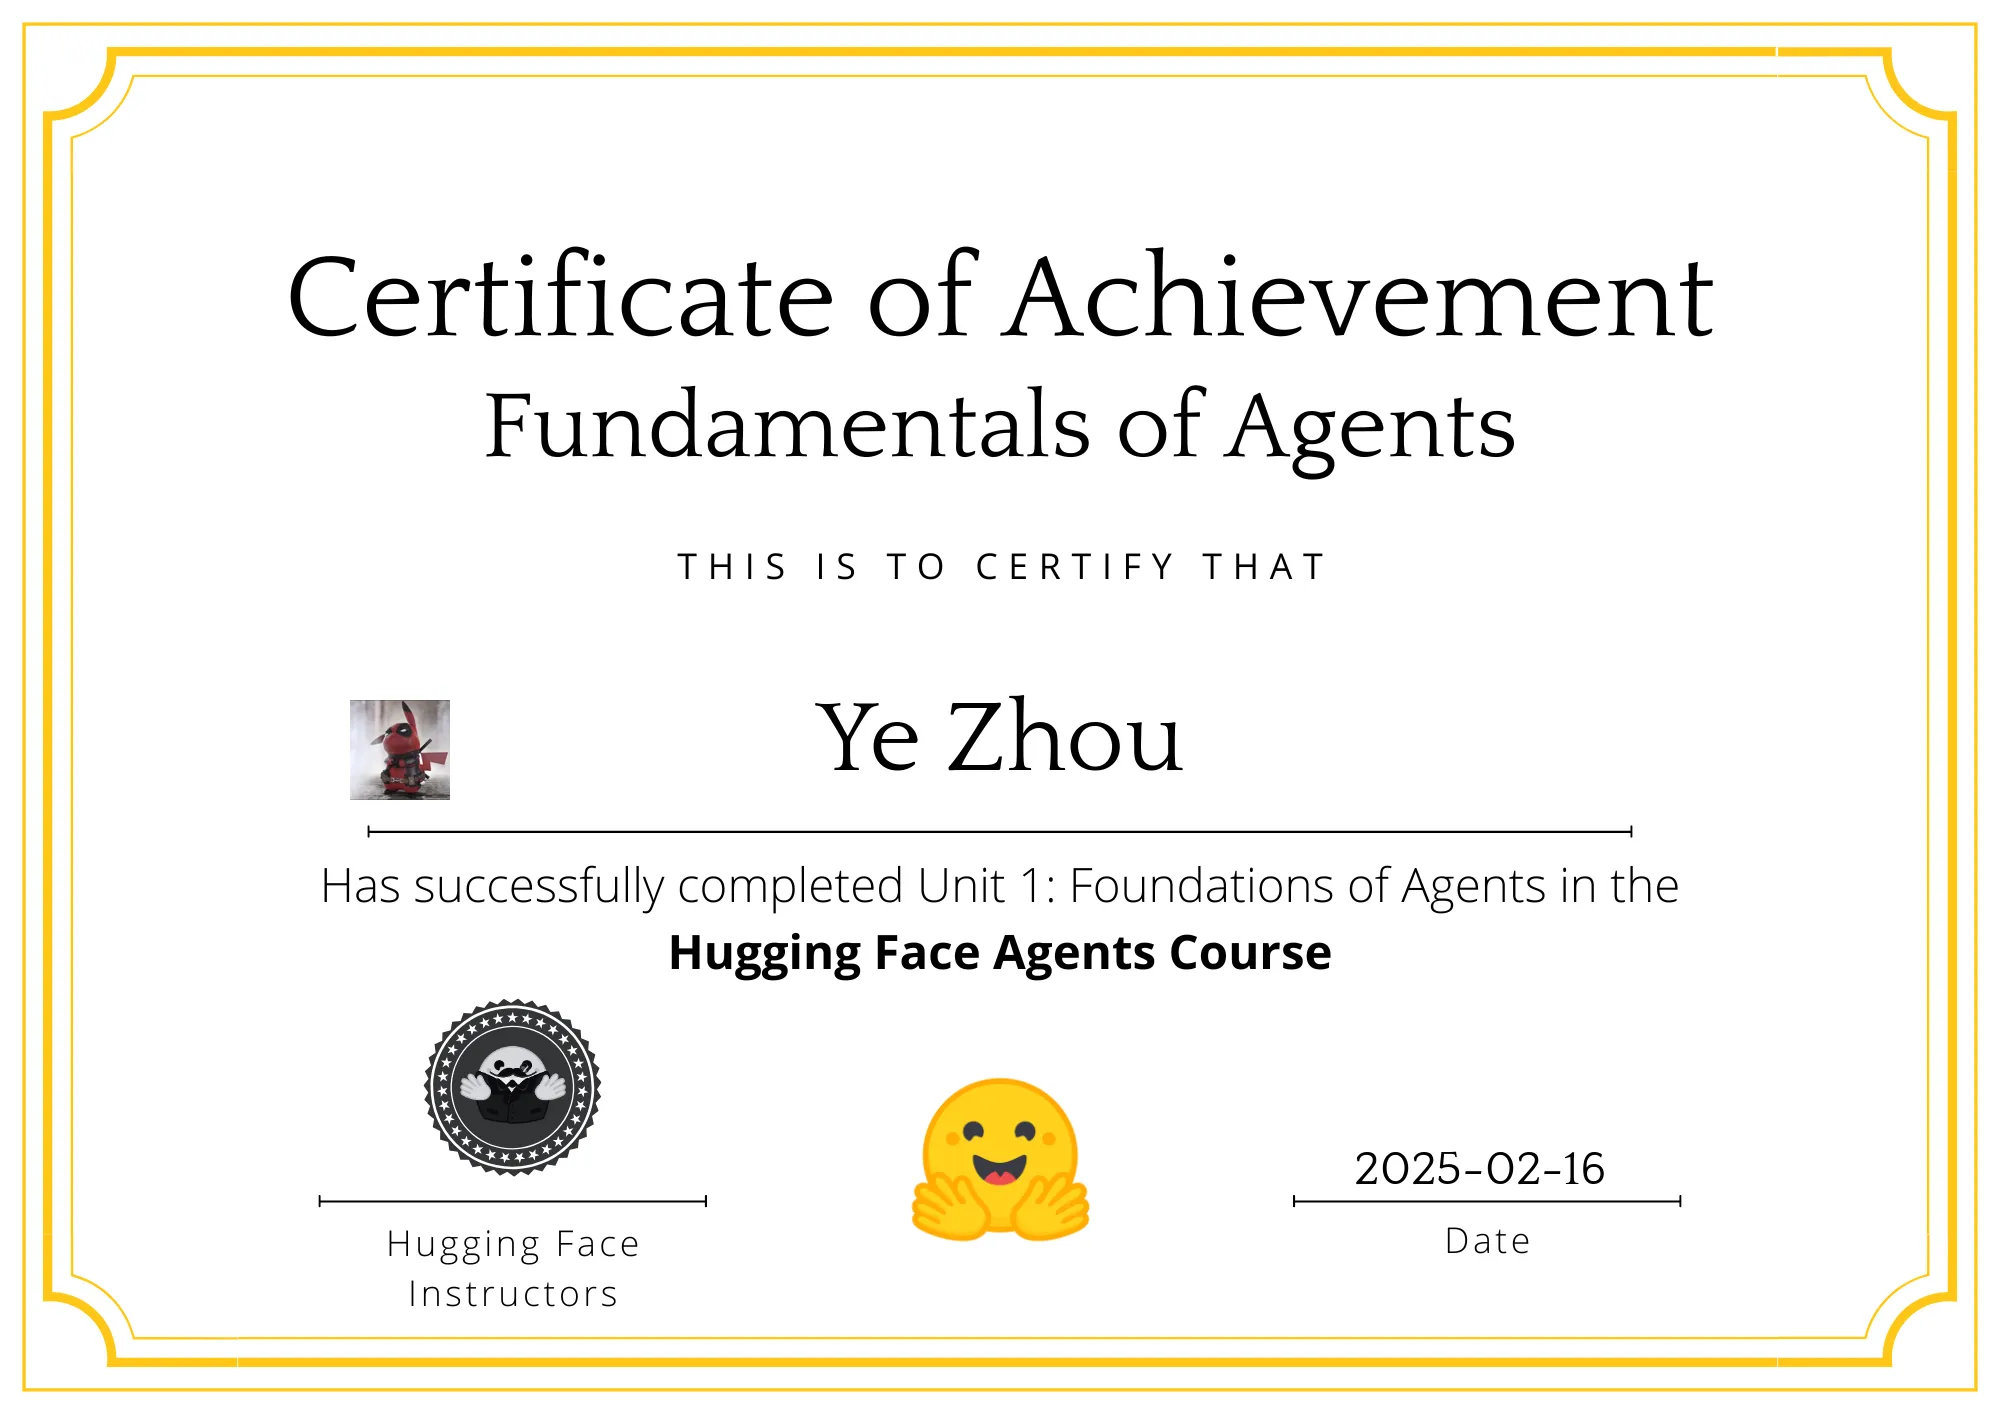 Certificate of Achievement
Fundamentals of Agents
THIS IS TO CERTIFY THAT
Ye Zhou
Has successfully completed Unit 1: Foundations of Agents in the
Hugging Face Agents Course
2025-02-16
Hugging Face
Instructors
Date